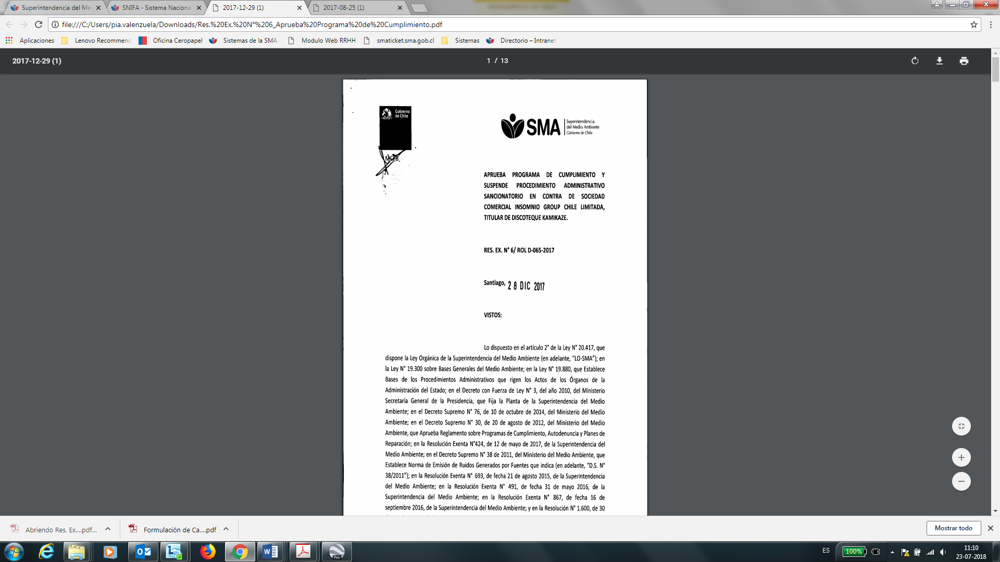 Superintendencia del Me
SNIFA - Sistema Nacional
2017-12-29 (1)
2017-08-25 (1)
file:///C:/Users/pia.valenzuela/Downloads/Res.%20Ex.%20N°%206_Aprueba%20Programa%20de%20Cumplimiento.pdf
Aplicaciones
Lenovo Recommend
Oficina Ceropapel
Sistemas de la SMA
Modulo Web RRHH
smaticket.sma.gob.cl
Sistemas
Directorio – Intranet
2017-12-29 (1)
1 / 13
Gobierno
de Chile
SMA
Superintendencia
del Medio Ambiente
Gobierno de Chile
MCPB
APRUEBA PROGRAMA DE CUMPLIMIENTO Y
SUSPENDE PROCEDIMIENTO ADMINISTRATIVO
SANCIONATORIO EN CONTRA DE SOCIEDAD
COMERCIAL INSOMNIO GROUP CHILE LIMITADA,
TITULAR DE DISCOTEQUE KAMIKAZE.
RES. EX. N° 6/ ROL D-065-2017
Santiago, 28 DIC 2017
VISTOS:
Lo dispuesto en el artículo 2° de la Ley N° 20.417, que
dispone la Ley Orgánica de la Superintendencia del Medio Ambiente (en adelante, “LO-SMA”); en
la Ley N° 19.300 sobre Bases Generales del Medio Ambiente; en la Ley N° 19.880, que Establece
Bases de los Procedimientos Administrativos que rigen los Actos de los Órganos de la
Administración del Estado; en el Decreto con Fuerza de Ley N° 3, del año 2010, del Ministerio
Secretaría General de la Presidencia, que Fija la Planta de la Superintendencia del Medio
Ambiente; en el Decreto Supremo N° 76, de 10 de octubre de 2014, del Ministerio del Medio
Ambiente; en el Decreto Supremo N° 30, de 20 de agosto de 2012, del Ministerio del Medio
Ambiente, que Aprueba Reglamento sobre Programas de Cumplimiento, Autodenuncia y Planes de
Reparación; en la Resolución Exenta N°424, de 12 de mayo de 2017, de la Superintendencia del
Medio Ambiente; en el Decreto Supremo N° 38 de 2011, del Ministerio del Medio Ambiente, que
Establece Norma de Emisión de Ruidos Generados por Fuentes que indica (en adelante, “D.S. N°
38/2011”); en la Resolución Exenta N° 693, de fecha 21 de agosto 2015, de la Superintendencia
del Medio Ambiente; en la Resolución Exenta N° 491, de fecha 31 de mayo 2016, de la
Superintendencia del Medio Ambiente; en la Resolución Exenta N° 867, de fecha 16 de
septiembre 2016, de la Superintendencia del Medio Ambiente; y en la Resolución N° 1.600, de 30
Abriendo Res. Ex....pdf...
Formulación de Ca....pdf
Mostrar todo
Pro
ES
100%
11:10
23-07-2018